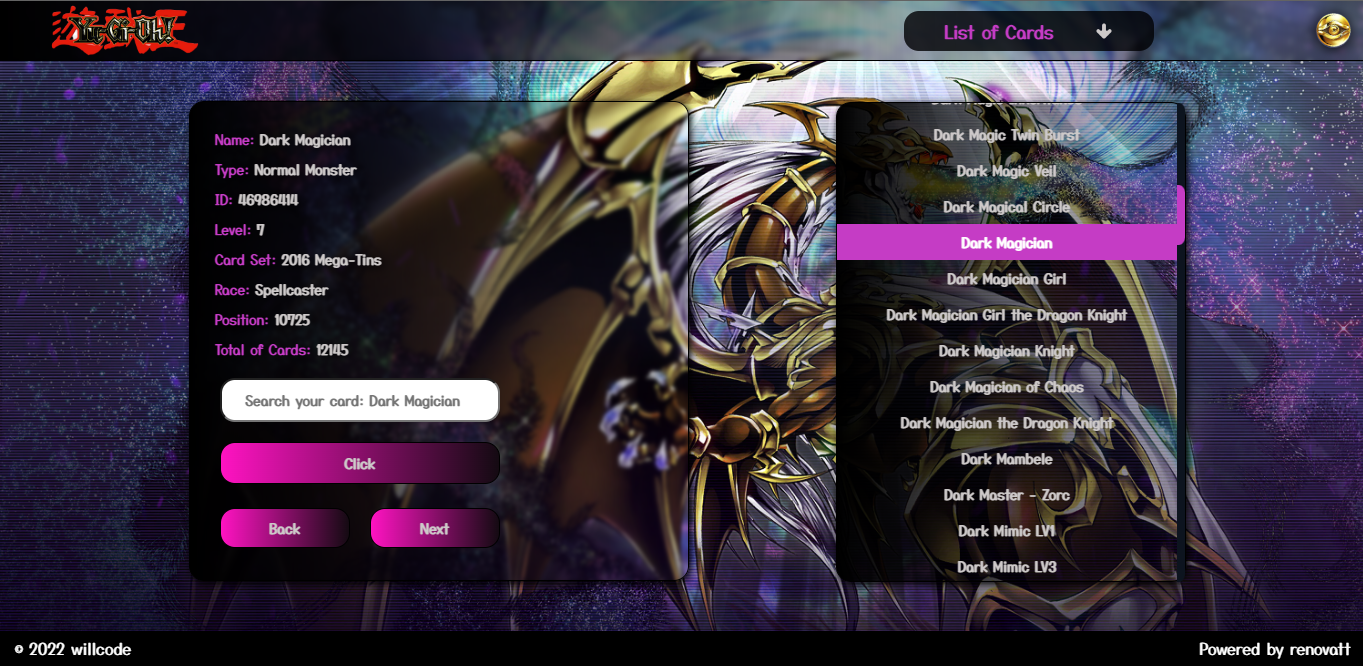 遊戯王
Yu-Gi-Oh!
List of Cards
Name: Dark Magician
Type: Normal Monster
ID: 46986414
Level: 7
Card Set: 2016 Mega-Tins
Race: Spellcaster
Position: 10725
Total of Cards: 12145
Search your card: Dark Magician
Click
Back
Next
Dark Magic Twin Burst
Dark Magic Veil
Dark Magical Circle
Dark Magician
Dark Magician Girl
Dark Magician Girl the Dragon Knight
Dark Magician Knight
Dark Magician of Chaos
Dark Magician the Dragon Knight
Dark Mambele
Dark Master - Zorc
Dark Mimic LV1
Dark Mimic LV3
© 2022 willcode
Powered by renovatt